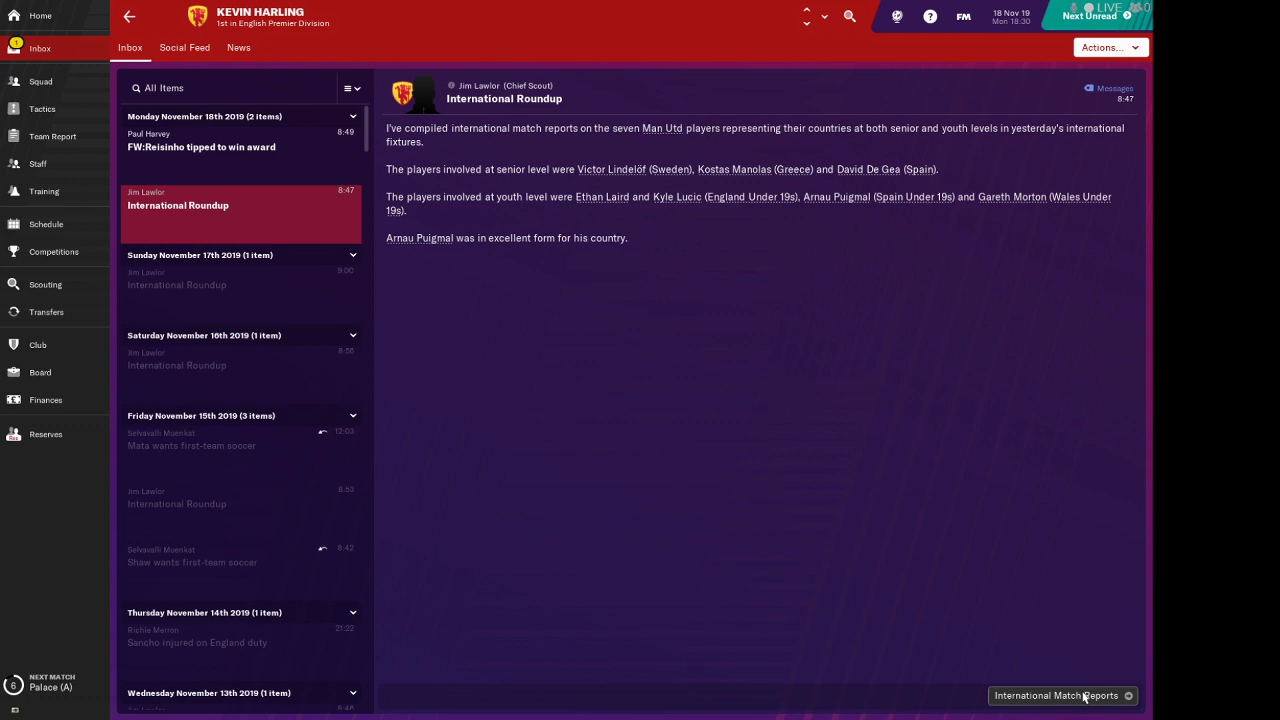 Home
KEVIN HARLING
1st in English Premier Division
FM
18 Nov 19
Mon 18:30
LIVE
0
Next Unread
1
Inbox
Inbox
Social Feed
News
Actions...
Squad
Tactics
Team Report
Staff
Training
Schedule
Competitions
Scouting
Transfers
Club
Board
Finances
Res
Reserves
NEXT MATCH
6
Palace (A)
All Items
Monday November 18th 2019 (2 items)
Paul Harvey
8:49
FW:Reisinho tipped to win award
Jim Lawlor
8:47
International Roundup
Sunday November 17th 2019 (1 item)
Jim Lawlor
9:00
International Roundup
Saturday November 16th 2019 (1 item)
Jim Lawlor
8:56
International Roundup
Friday November 15th 2019 (3 items)
Selvavalli Muenkat
12:03
Mata wants first-team soccer
Jim Lawlor
8:53
International Roundup
Selvavalli Muenkat
8:42
Shaw wants first-team soccer
Thursday November 14th 2019 (1 item)
Richie Merron
21:22
Sancho injured on England duty
Wednesday November 13th 2019 (1 item)
Jim Lawlor
8:46
Jim Lawlor (Chief Scout)
International Roundup
Messages
8:47
I've compiled international match reports on the seven Man Utd players representing their countries at both senior and youth levels in yesterday's international
fixtures.
The players involved at senior level were Victor Lindelöf (Sweden), Kostas Manolas (Greece) and David De Gea (Spain).
The players involved at youth level were Ethan Laird and Kyle Lucic (England Under 19s), Arnau Puigmal (Spain Under 19s) and Gareth Morton (Wales Under
19s).
Arnau Puigmal was in excellent form for his country.
International Match Reports